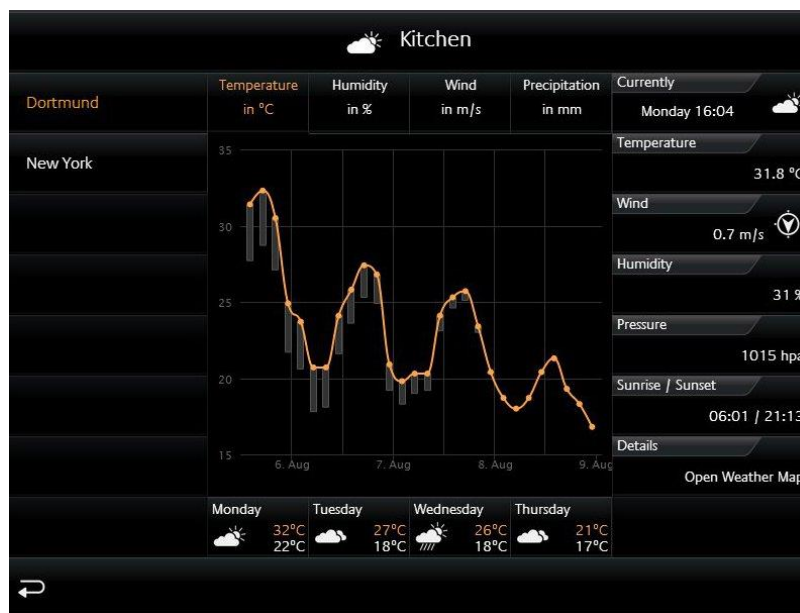 Kitchen
Dortmund
New York
Temperature
in °C
Humidity
in %
Wind
in m/s
Precipitation
in mm
35
30
25
20
15
6. Aug
7. Aug
8. Aug
9. Aug
Currently
Monday 16:04
Temperature
31.8 °C
Wind
0.7 m/s
Humidity
31 %
Pressure
1015 hpa
Sunrise / Sunset
06:01 / 21:13
Details
Open Weather Map
Monday
32°C
22°C
Tuesday
27°C
18°C
Wednesday
26°C
18°C
Thursday
21°C
17°C